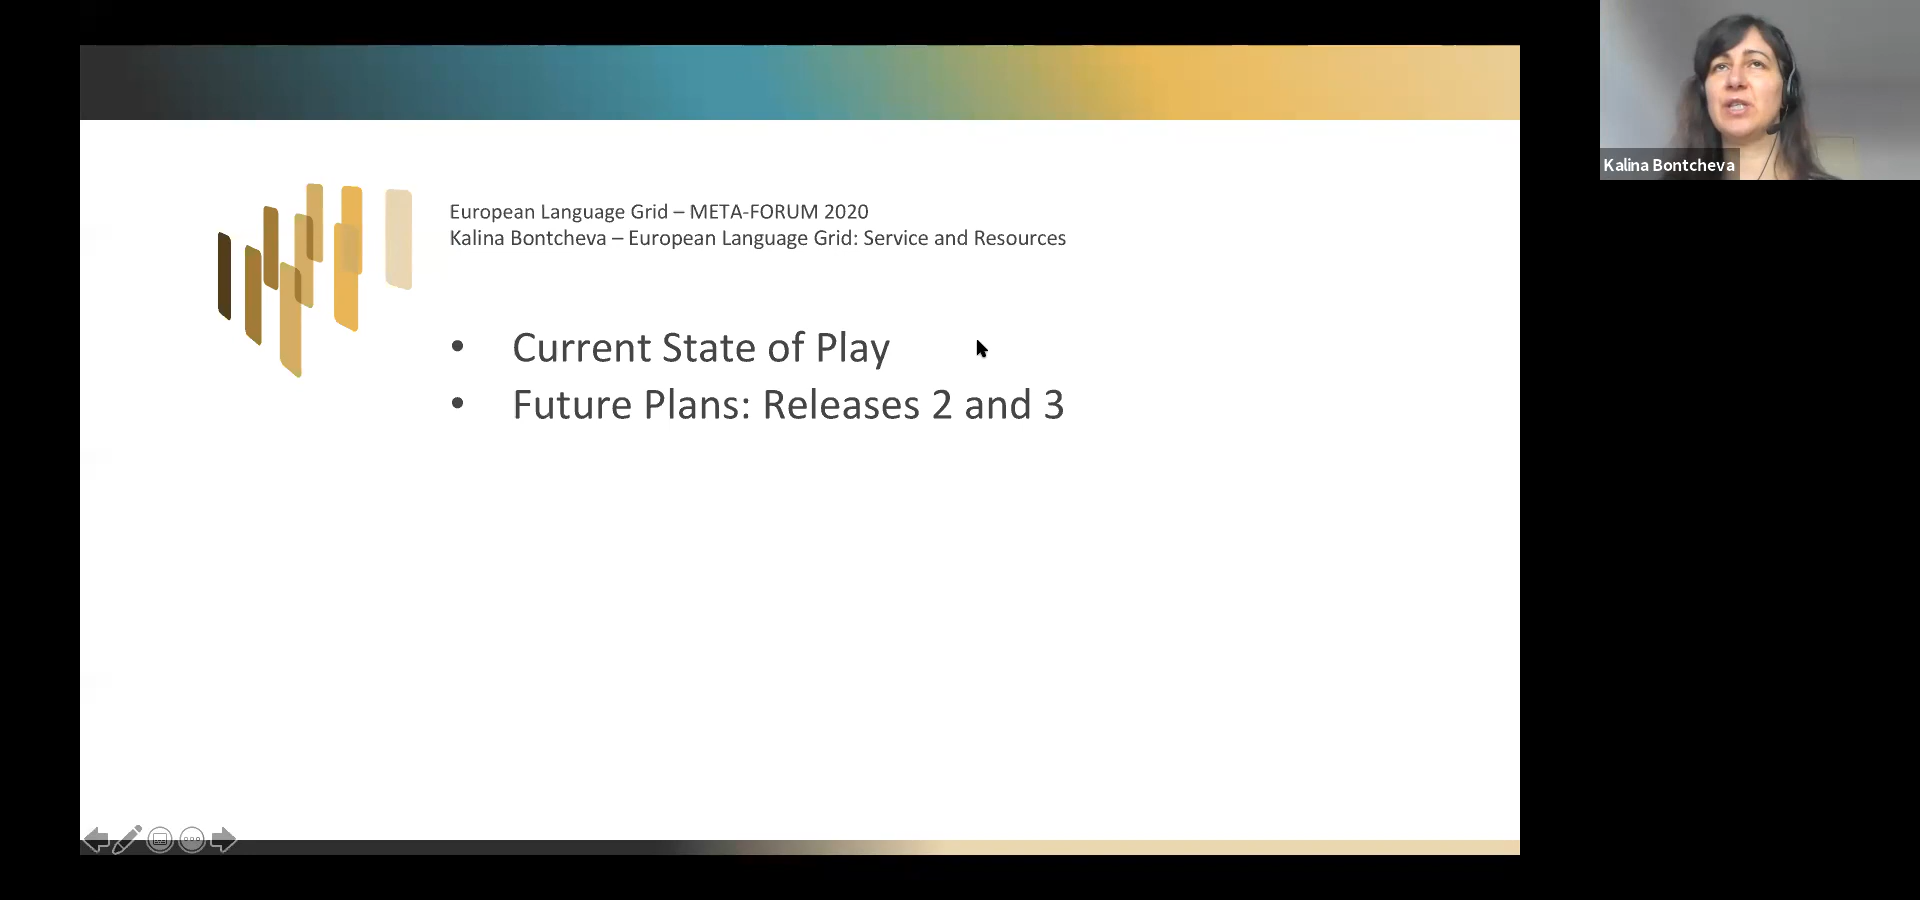 European Language Grid – META-FORUM 2020
Kalina Bontcheva – European Language Grid: Service and Resources
• Current State of Play
• Future Plans: Releases 2 and 3
Kalina Bontcheva